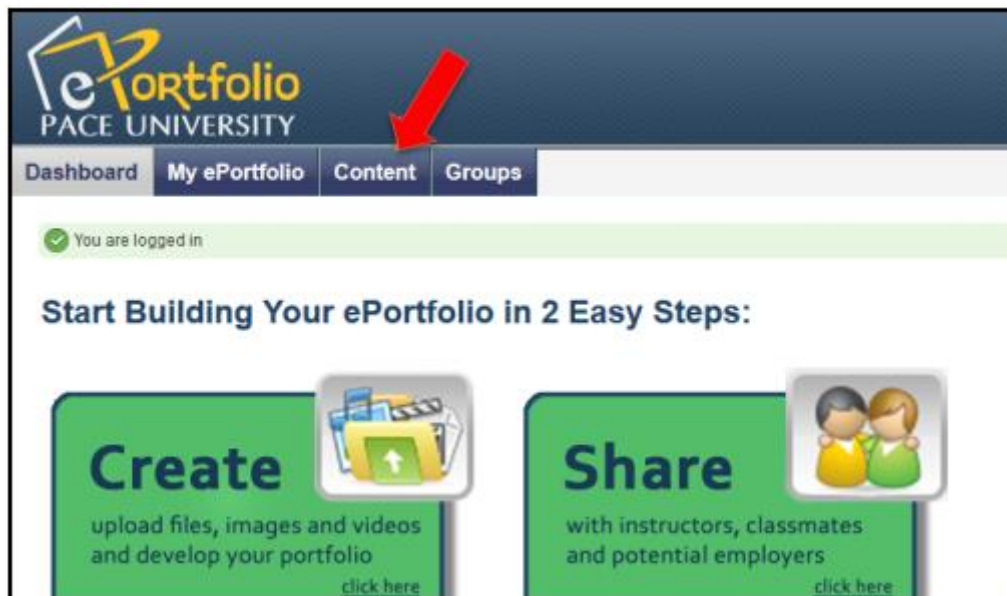 ePortfolio
PACE UNIVERSITY
Dashboard My ePortfolio Content Groups
You are logged in
Start Building Your ePortfolio in 2 Easy Steps:
Create
upload files, images and videos
and develop your portfolio
click here
Share
with instructors, classmates
and potential employers
click here